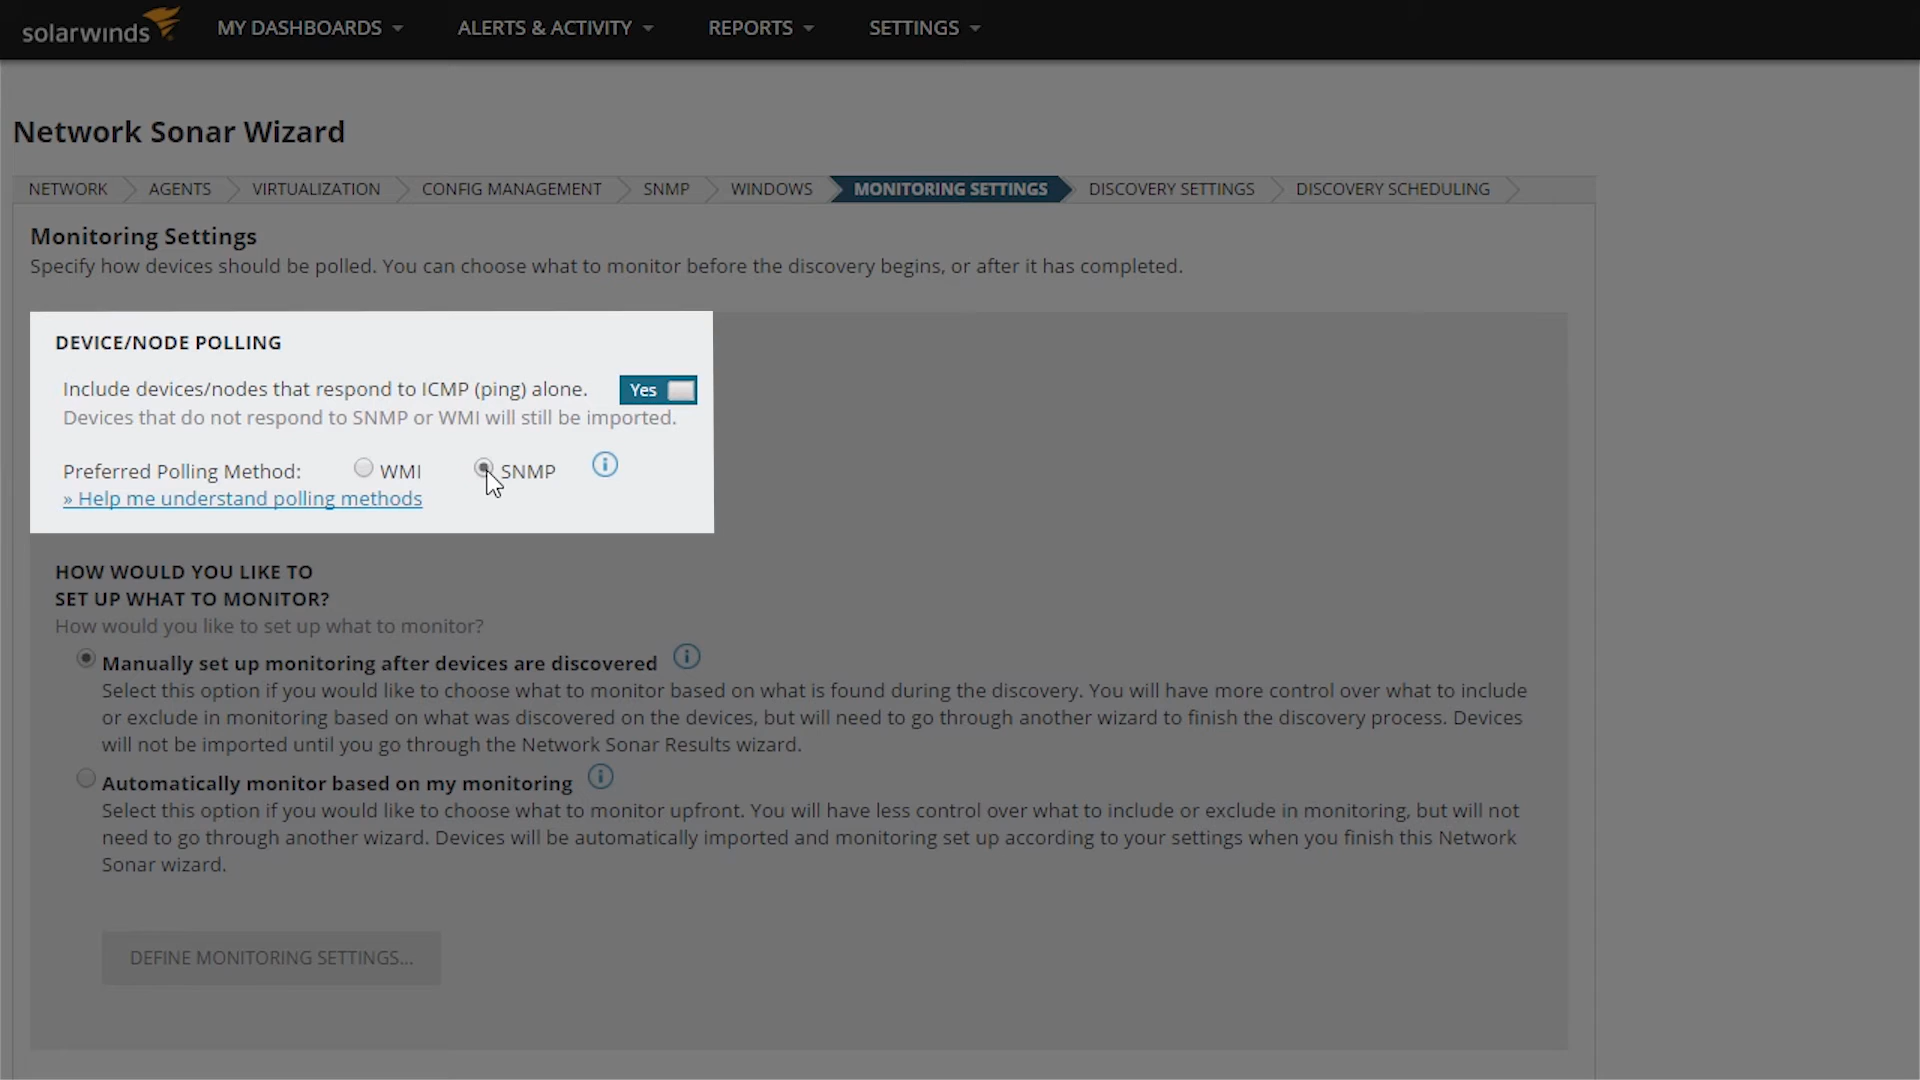 solarwinds MY DASHBOARDS ALERTS & ACTIVITY REPORTS SETTINGS
Network Sonar Wizard
NETWORK AGENTS VIRTUALIZATION CONFIG MANAGEMENT SNMP WINDOWS MONITORING SETTINGS DISCOVERY SETTINGS DISCOVERY SCHEDULING
Monitoring Settings
Specify how devices should be polled. You can choose what to monitor before the discovery begins, or after it has completed.
DEVICE/NODE POLLING
Include devices/nodes that respond to ICMP (ping) alone. Yes
Devices that do not respond to SNMP or WMI will still be imported.
Preferred Polling Method: WMI SNMP i
» Help me understand polling methods
HOW WOULD YOU LIKE TO
SET UP WHAT TO MONITOR?
How would you like to set up what to monitor?
Manually set up monitoring after devices are discovered i
Select this option if you would like to choose what to monitor based on what is found during the discovery. You will have more control over what to include
or exclude in monitoring based on what was discovered on the devices, but will need to go through another wizard to finish the discovery process. Devices
will not be imported until you go through the Network Sonar Results wizard.
Automatically monitor based on my monitoring i
Select this option if you would like to choose what to monitor upfront. You will have less control over what to include or exclude in monitoring, but will not
need to go through another wizard. Devices will be automatically imported and monitoring set up according to your settings when you finish this Network
Sonar wizard.
DEFINE MONITORING SETTINGS...